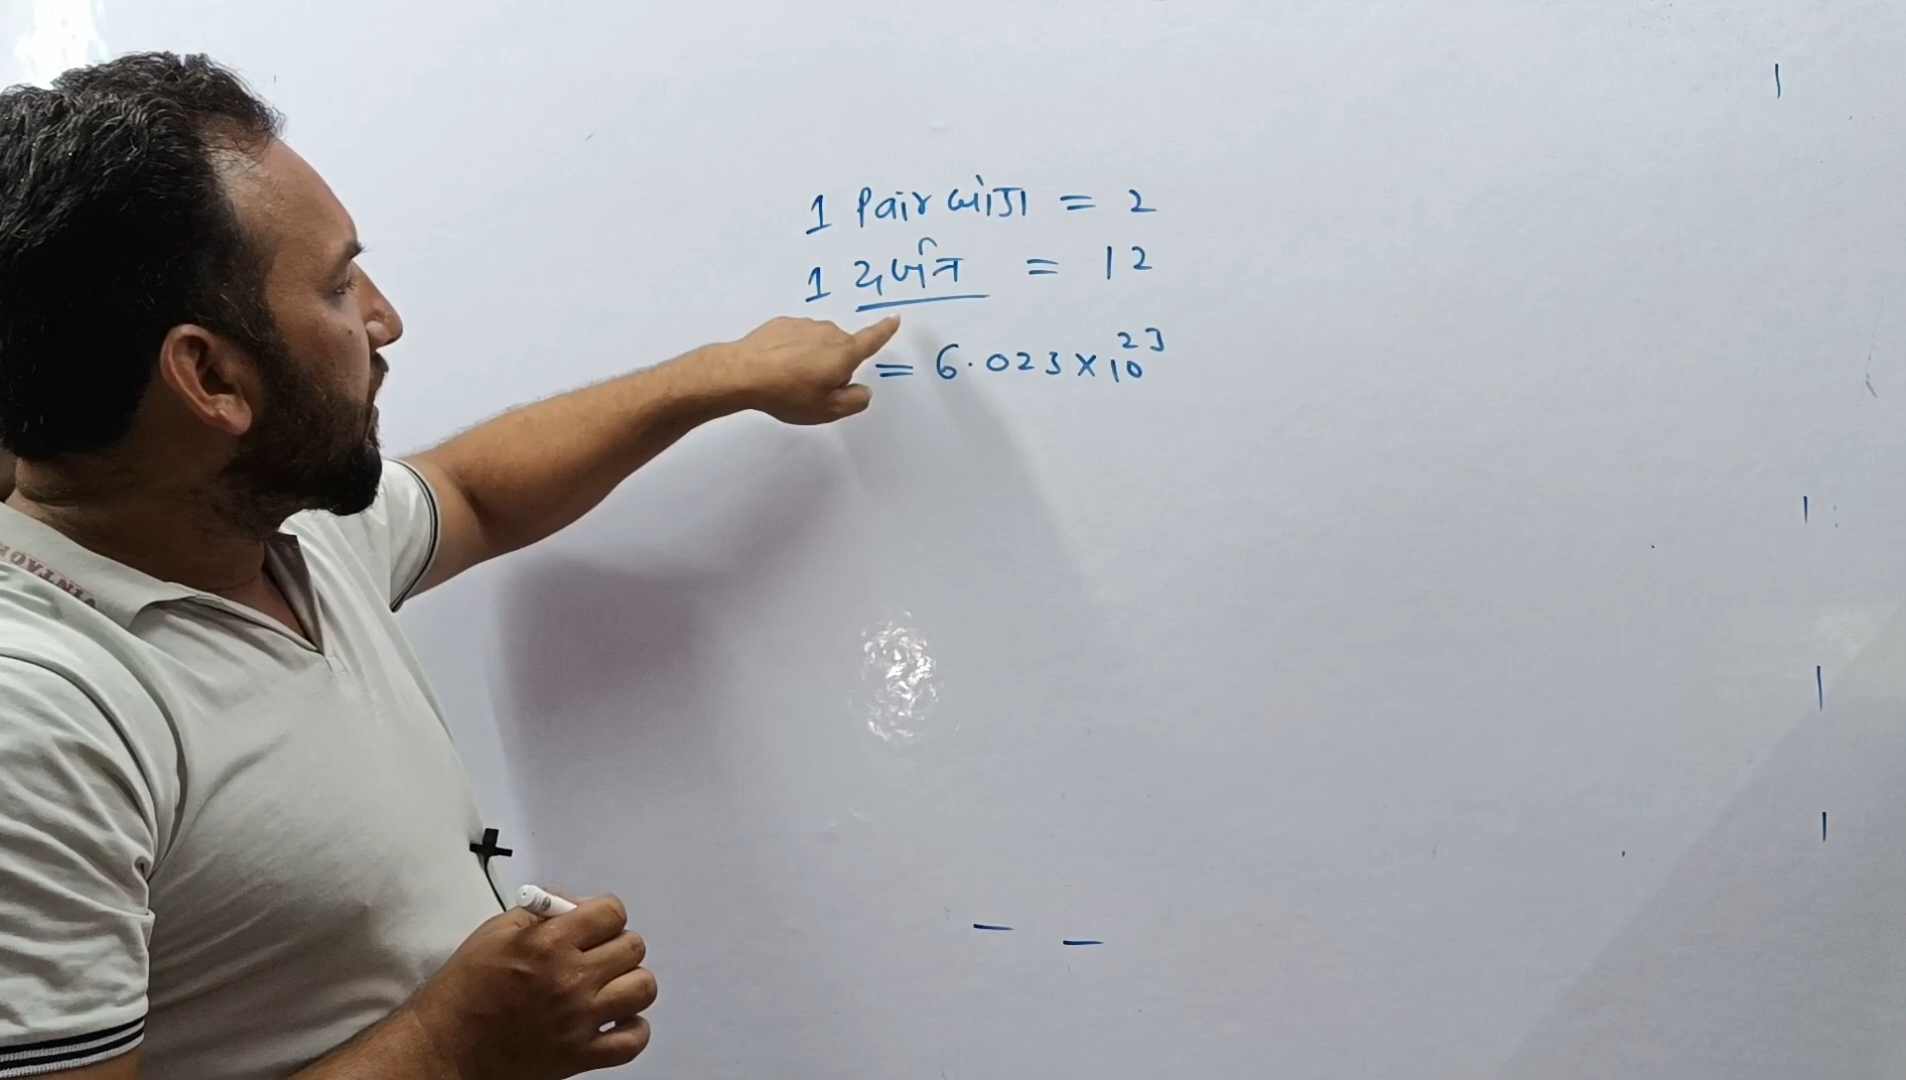 1 Pair जोड़ा = 2
1 दर्जन = 12
= 6.023 × 10²³